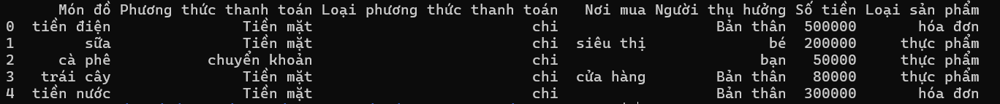 Món đồ Phương thức thanh toán Loại phương thức thanh toán Nơi mua Người thụ hưởng Số tiền Loại sản phẩm
0 tiền điện Tiền mặt chi Bản thân 500000 hóa đơn
1 sữa Tiền mặt chi siêu thị bé 200000 thực phẩm
2 cà phê chuyển khoản chi bạn 50000 thực phẩm
3 trái cây Tiền mặt chi cửa hàng Bản thân 80000 thực phẩm
4 tiền nước Tiền mặt chi Bản thân 300000 hóa đơn